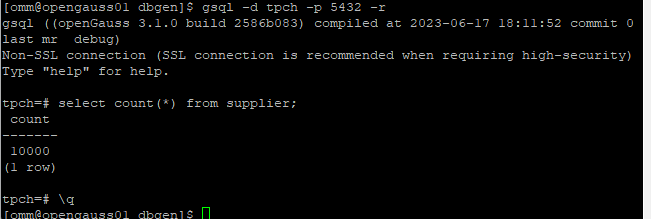 [omm@opengauss01 dbgen]$ gsql -d tpch -p 5432 -r
gsql ((openGauss 3.1.0 build 2586b083) compiled at 2023-06-17 18:11:52 commit 0
last mr  debug)
Non-SSL connection (SSL connection is recommended when requiring high-security)
Type "help" for help.

tpch=# select count(*) from supplier;
 count
-------
 10000
(1 row)

tpch=# \q
[omm@opengauss01 dbgen]$